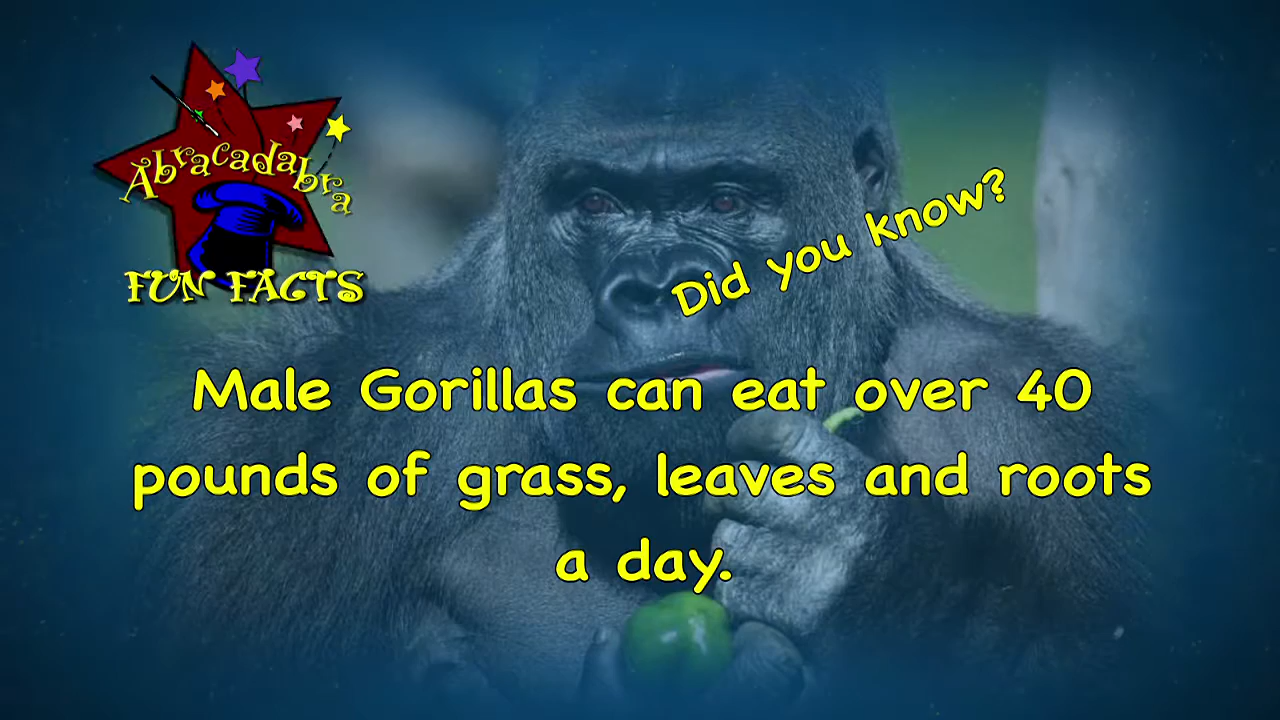 Abracadabra
FUN FACTS
Did you know?
Male Gorillas can eat over 40
pounds of grass, leaves and roots
a day.